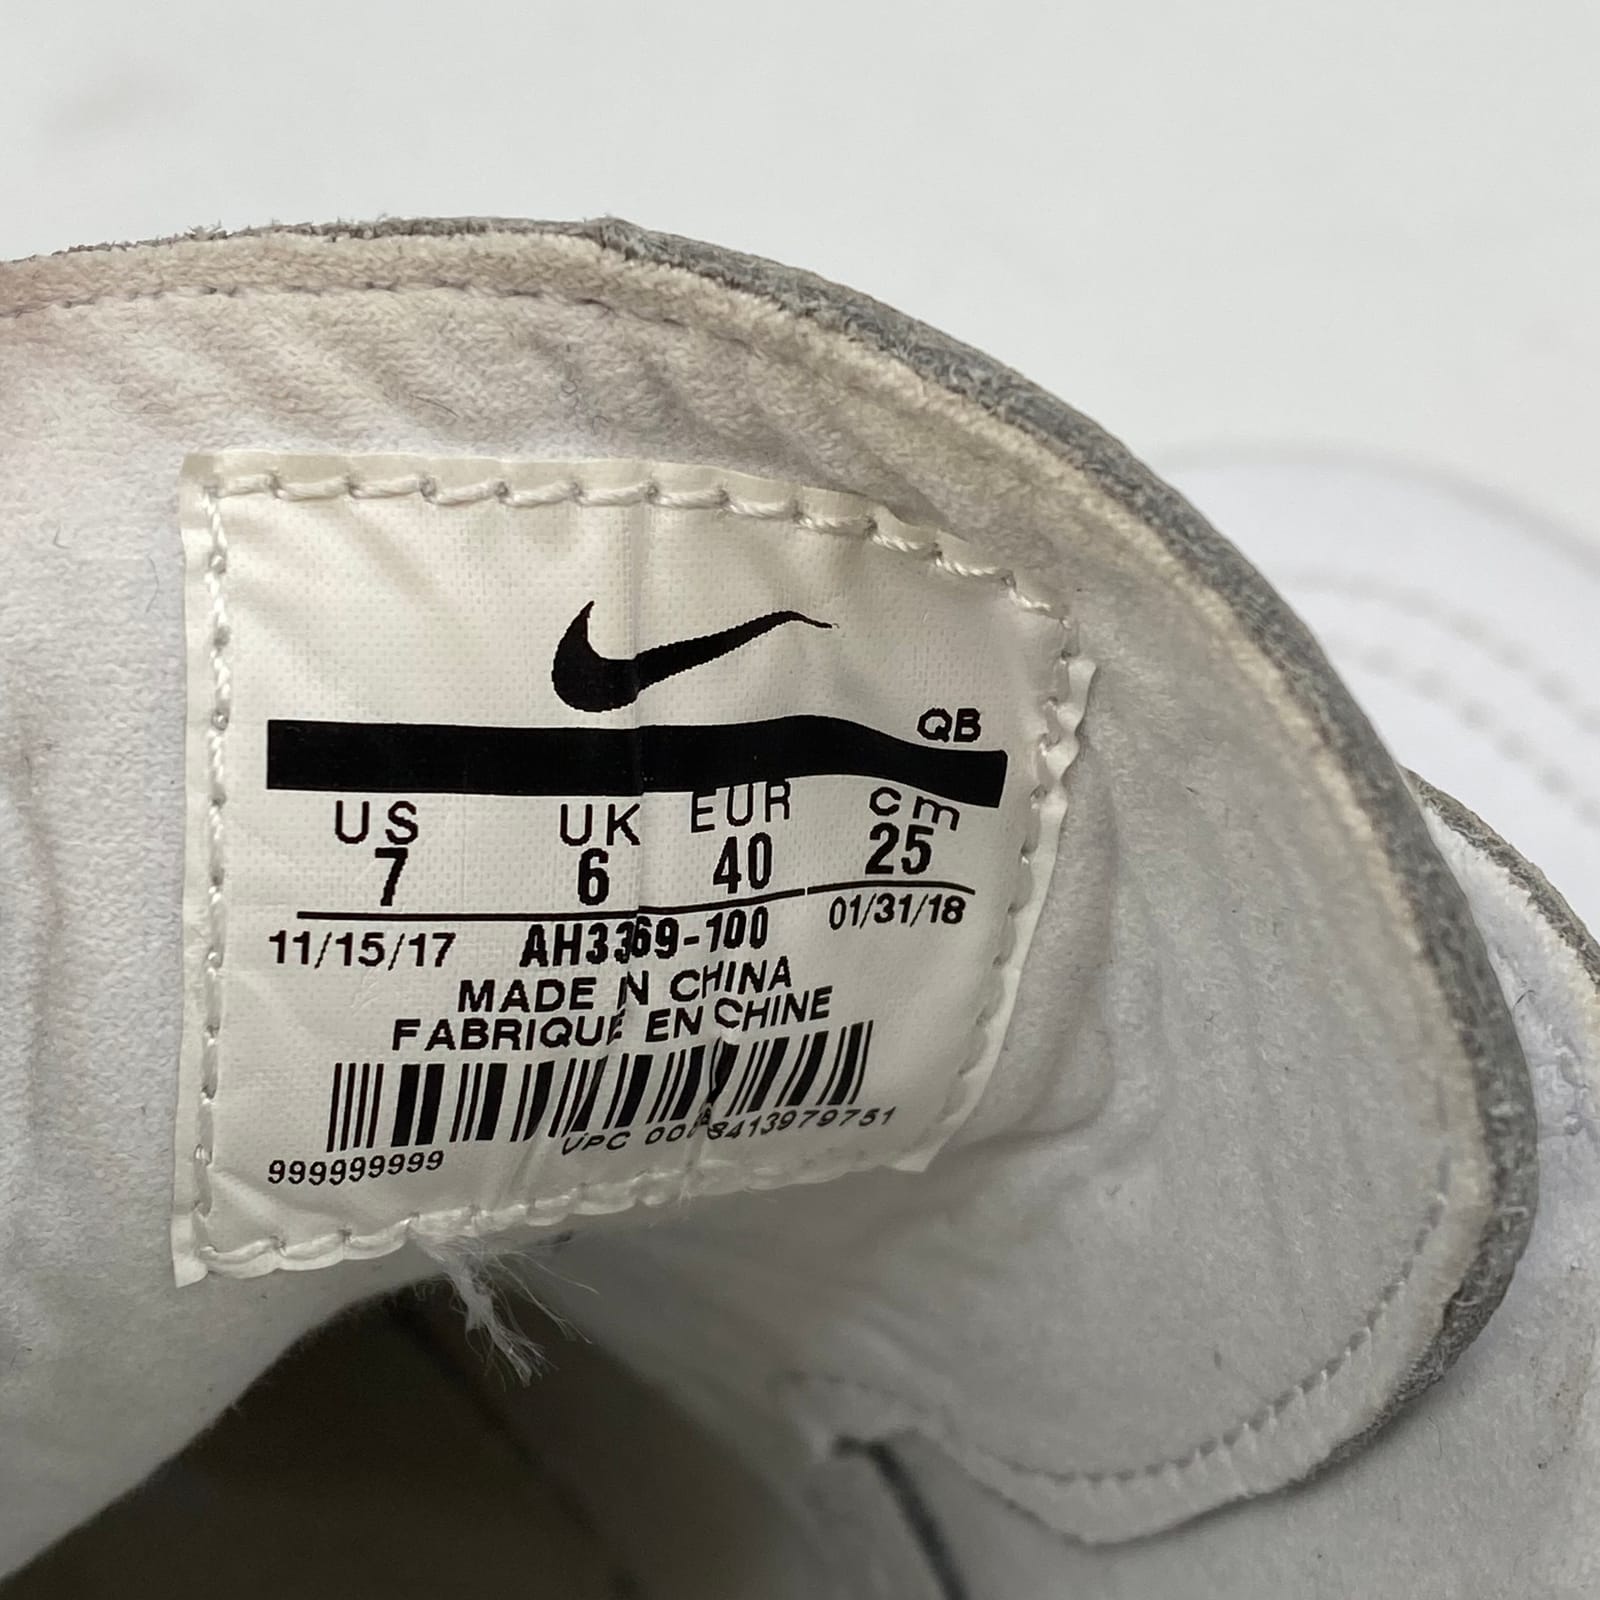 QB
US UK EUR cm
7 6 40 25
11/15/17 AH3369-100 01/31/18
MADE IN CHINA
FABRIQUE EN CHINE
UPC
999999999